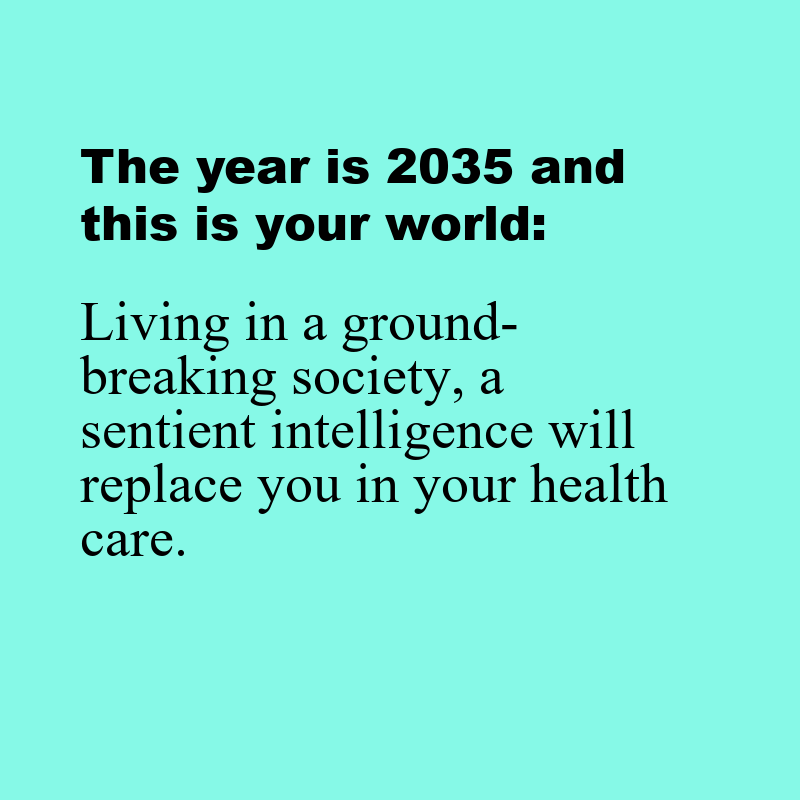 The year is 2035 and
this is your world:
Living in a ground-
breaking society, a
sentient intelligence will
replace you in your health
care.